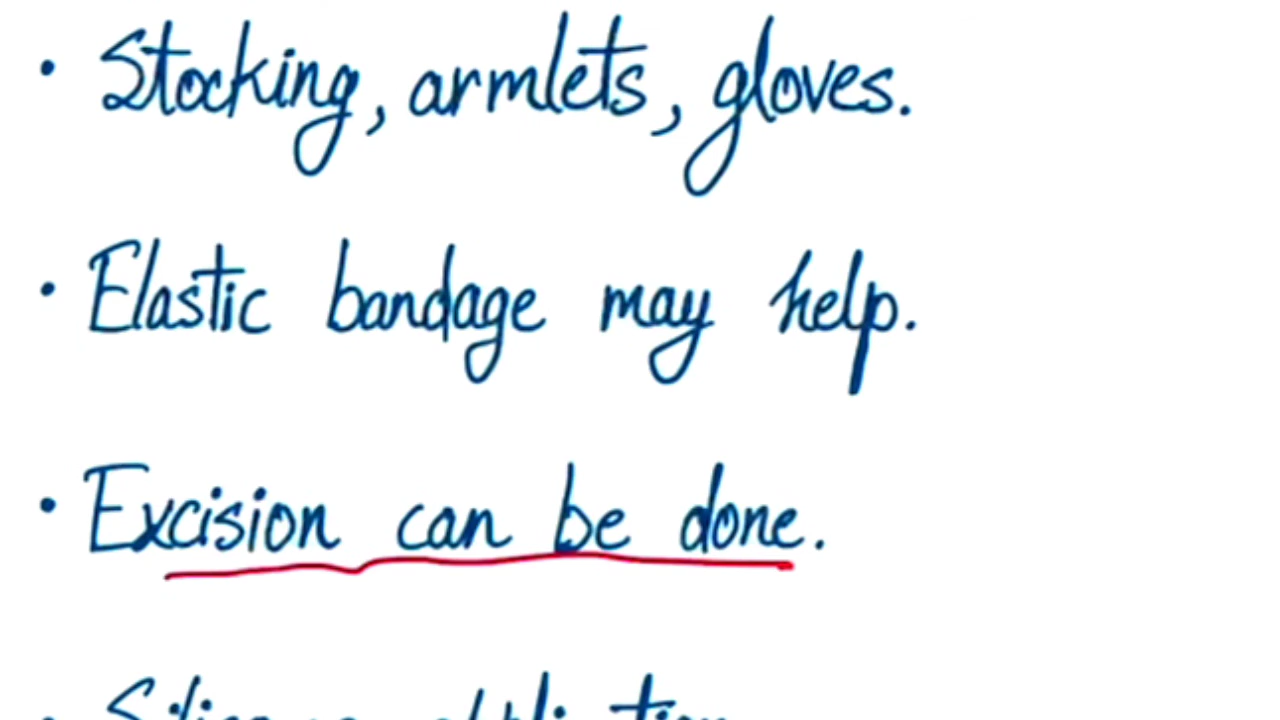 • Stocking, armlets, gloves.
• Elastic bandage may help.
• Excision can be done.